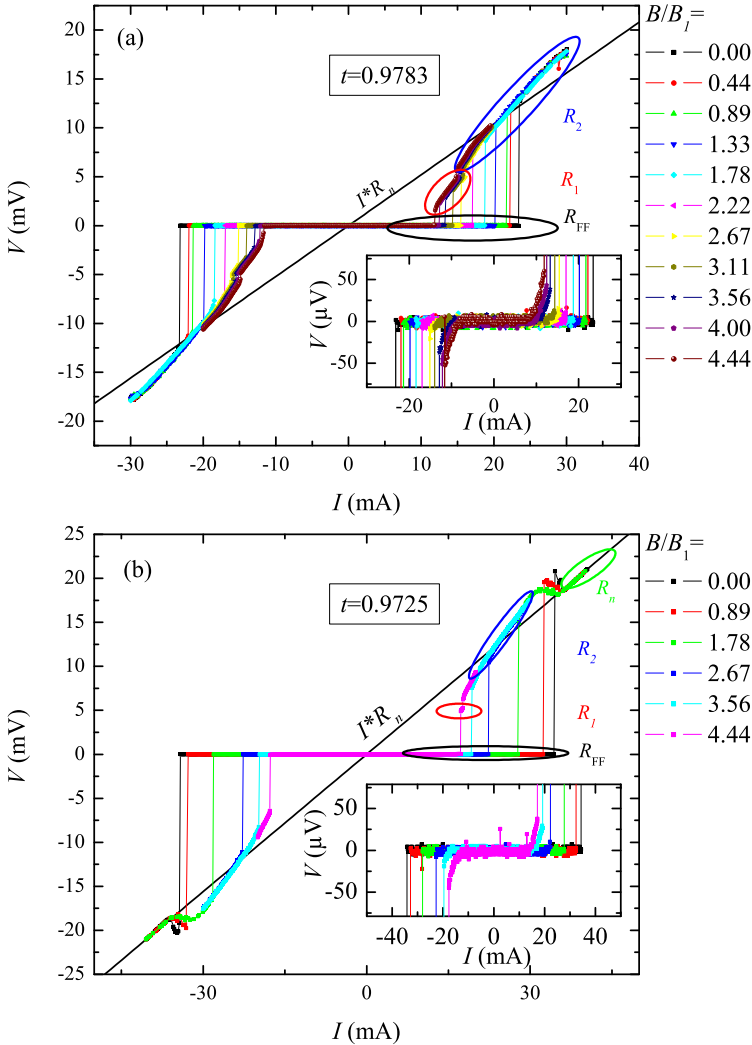 (a)
t=0.9783
B/B1=
0.00
0.44
0.89
1.33
1.78
2.22
2.67
3.11
3.56
4.00
4.44
V (mV)
20
15
10
5
0
-5
-10
-15
-20
I*Rn
R2
R1
RFF
V (μV)
50
0
-50
-20 0 20
I (mA)
-30 -20 -10 0 10 20 30 40
I (mA)
(b)
t=0.9725
B/B1=
0.00
0.89
1.78
2.67
3.56
4.44
V (mV)
25
20
15
10
5
0
-5
-10
-15
-20
-25
I*Rn
Rn
R2
R1
RFF
V (μV)
50
0
-50
-40 -20 0 20 40
I (mA)
-30 0 30
I (mA)